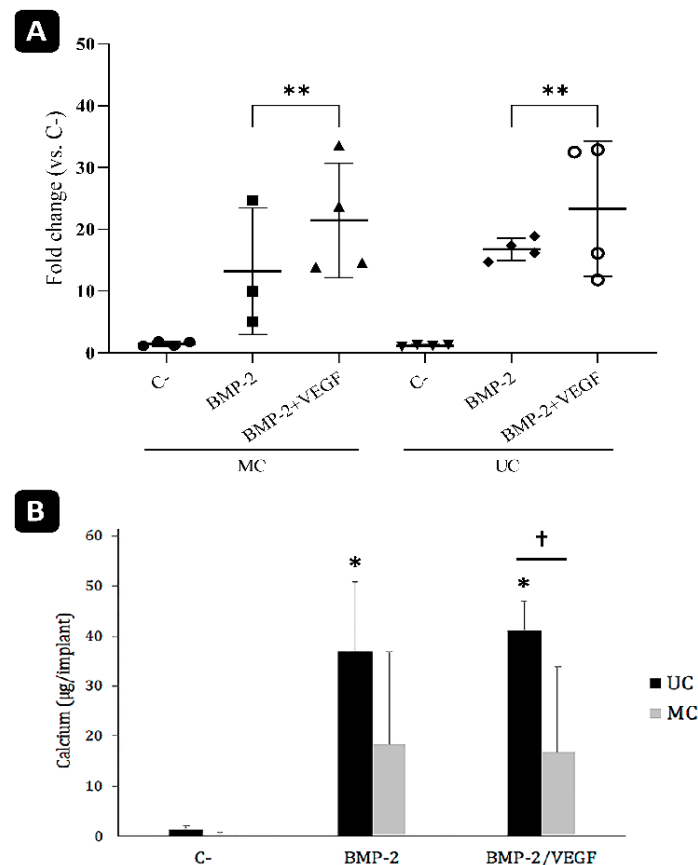 A
Fold change (vs. C-)
50
40
30
20
10
0
**
**
C-
BMP-2
BMP-2+VEGF
C-
BMP-2
BMP-2+VEGF
MC
UC
B
Calcium (µg/implant)
60
50
40
30
20
10
0
*
*
†
UC
MC
C-
BMP-2
BMP-2/VEGF